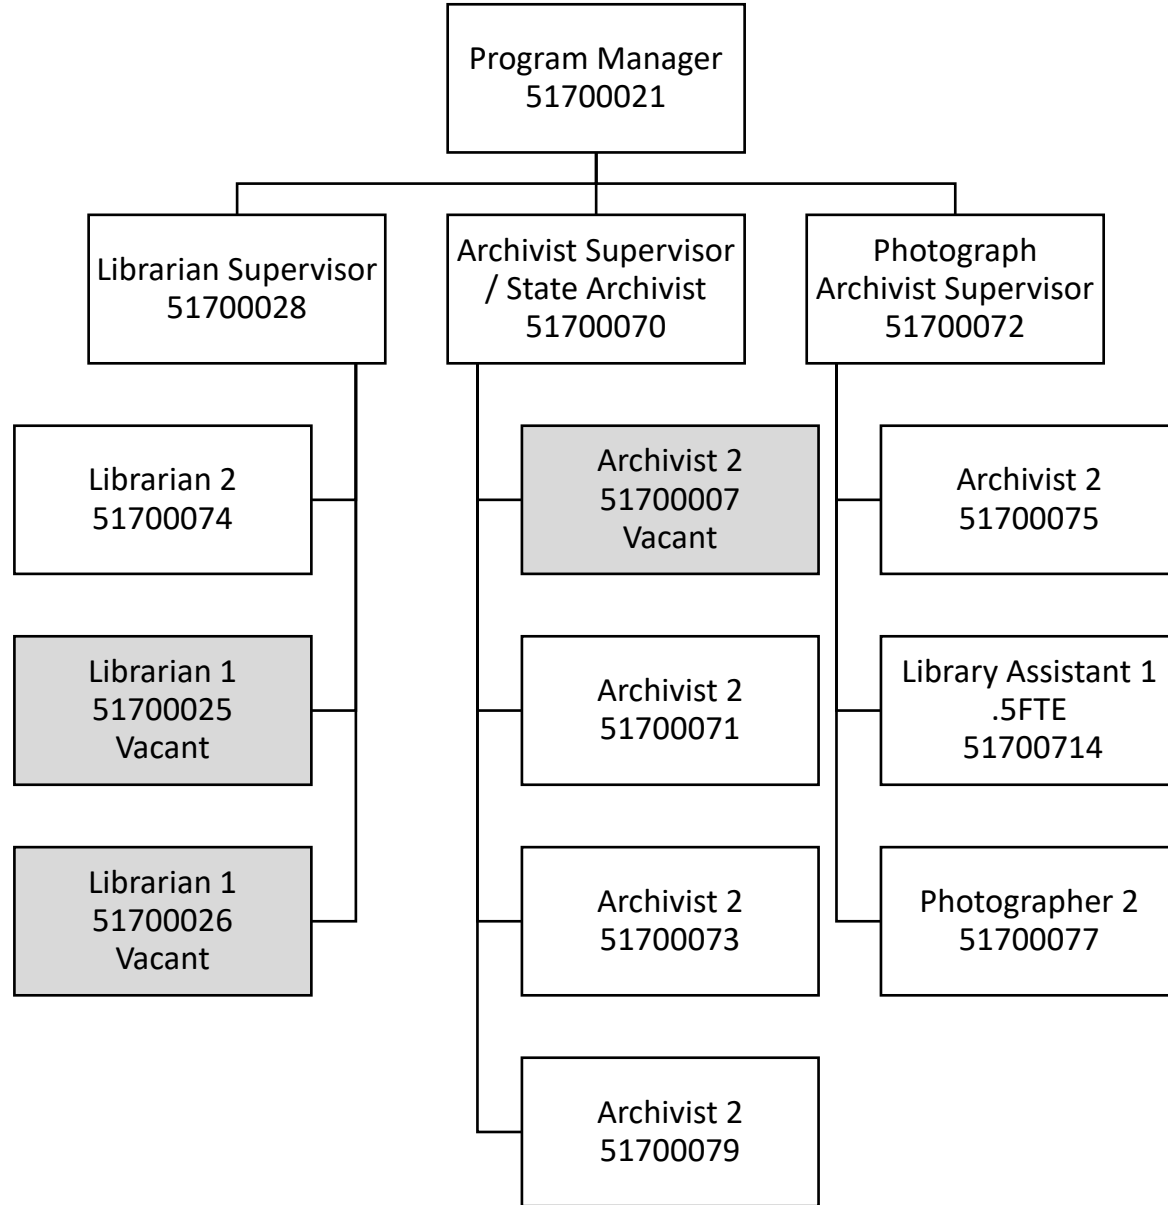 Program Manager
51700021
Librarian Supervisor
51700028
Archivist Supervisor
/ State Archivist
51700070
Photograph
Archivist Supervisor
51700072
Librarian 2
51700074
Librarian 1
51700025
Vacant
Librarian 1
51700026
Vacant
Archivist 2
51700007
Vacant
Archivist 2
51700071
Archivist 2
51700073
Archivist 2
51700079
Archivist 2
51700075
Library Assistant 1
.5FTE
51700714
Photographer 2
51700077